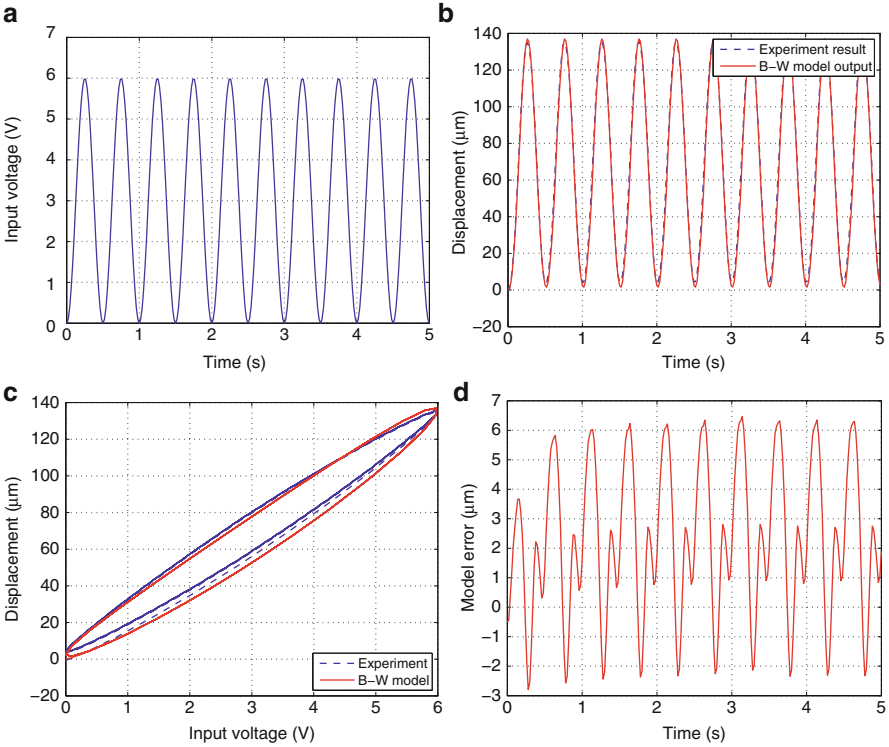 a
7
6
5
4
3
2
1
0
Input voltage (V)
0 1 2 3 4 5
Time (s)
b
140
120
100
80
60
40
20
0
−20
Displacement (μm)
Experiment result
B−W model output
0 1 2 3 4 5
Time (s)
c
140
120
100
80
60
40
20
0
−20
Displacement (μm)
Experiment
B−W model
0 1 2 3 4 5 6
Input voltage (V)
d
7
6
5
4
3
2
1
0
−1
−2
−3
Model error (μm)
0 1 2 3 4 5
Time (s)